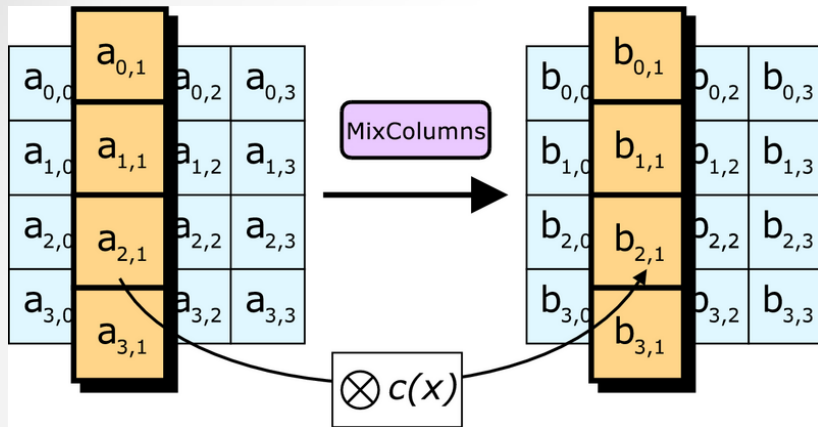 a0,0 a0,1 a0,2 a0,3
a1,0 a1,1 a1,2 a1,3
a2,0 a2,1 a2,2 a2,3
a3,0 a3,1 a3,2 a3,3
MixColumns
b0,0 b0,1 b0,2 b0,3
b1,0 b1,1 b1,2 b1,3
b2,0 b2,1 b2,2 b2,3
b3,0 b3,1 b3,2 b3,3
⊗ c(x)